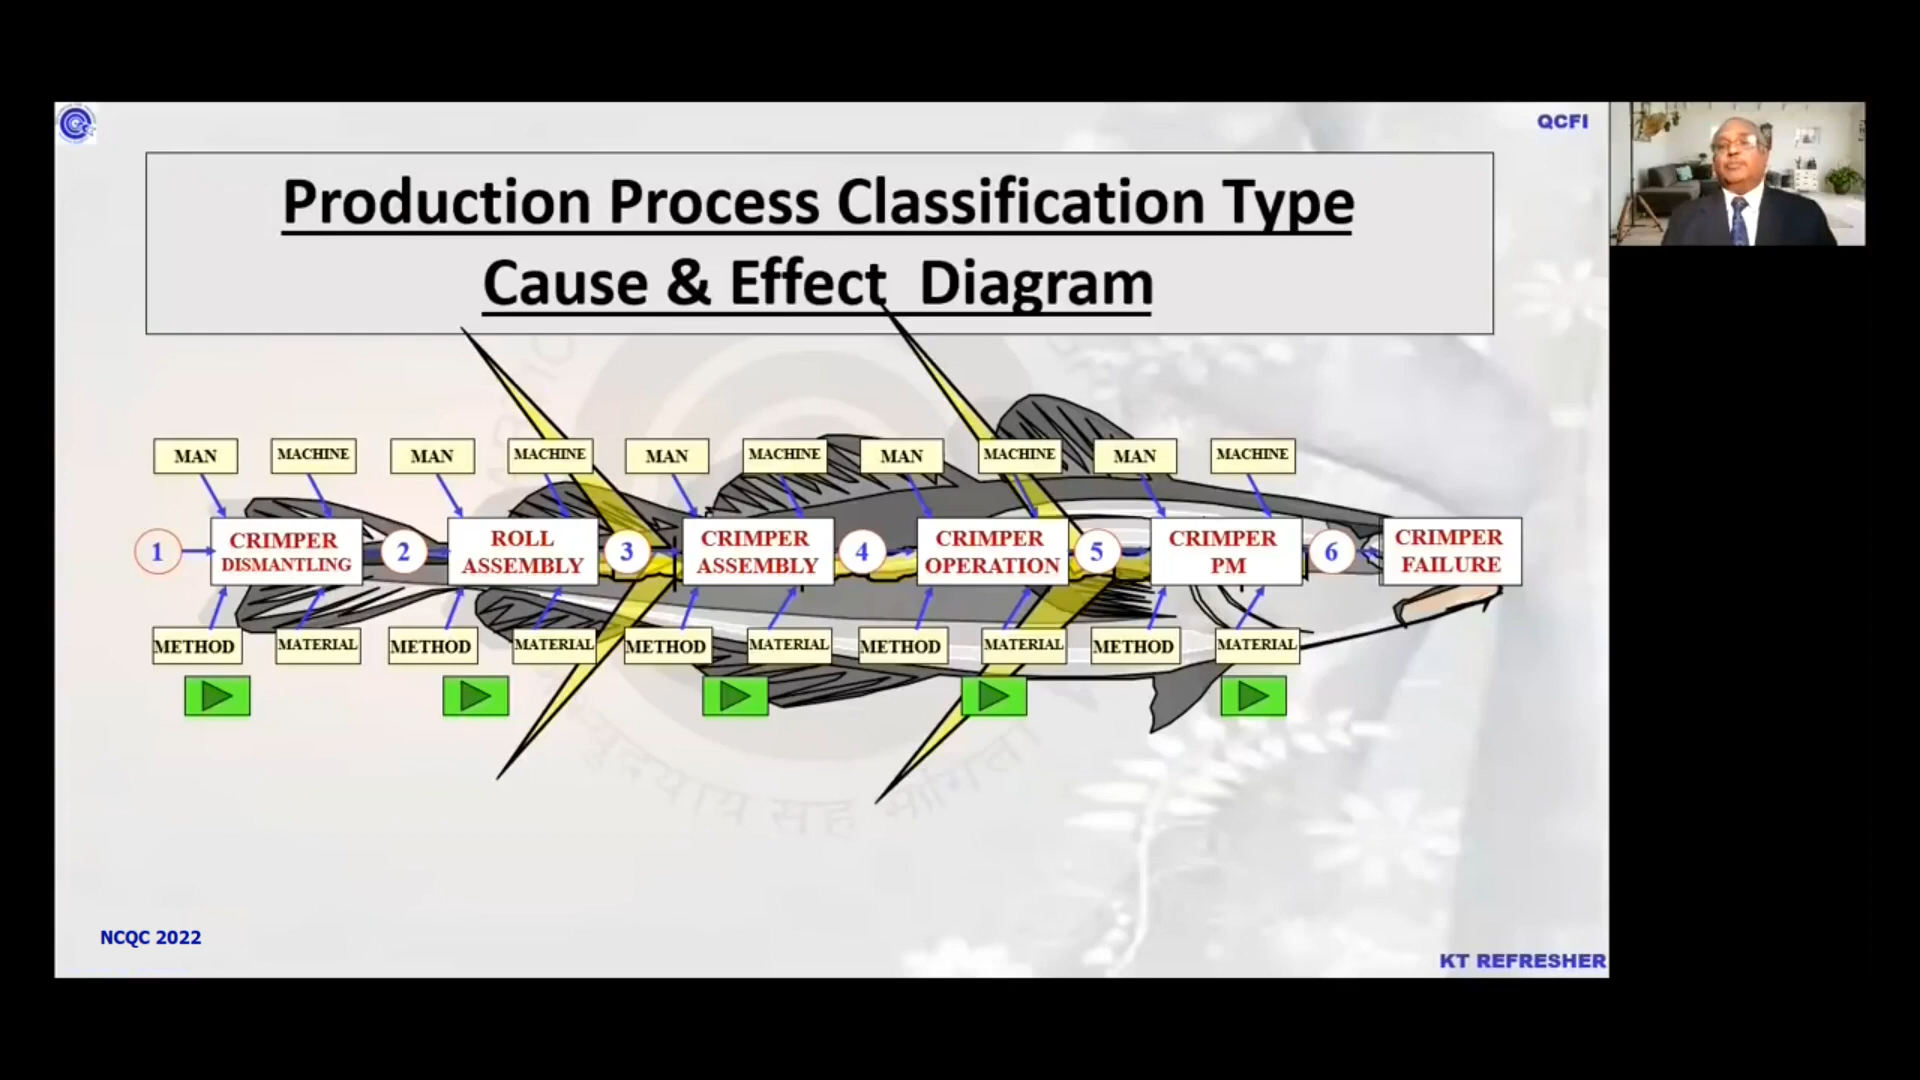 QCFI
Production Process Classification Type
Cause & Effect Diagram
MAN MACHINE MAN MACHINE MAN MACHINE MAN MACHINE MAN MACHINE
1 CRIMPER DISMANTLING 2 ROLL ASSEMBLY 3 CRIMPER ASSEMBLY 4 CRIMPER OPERATION 5 CRIMPER PM 6 CRIMPER FAILURE
METHOD MATERIAL METHOD MATERIAL METHOD MATERIAL METHOD MATERIAL METHOD MATERIAL
NCQC 2022
KT REFRESHER